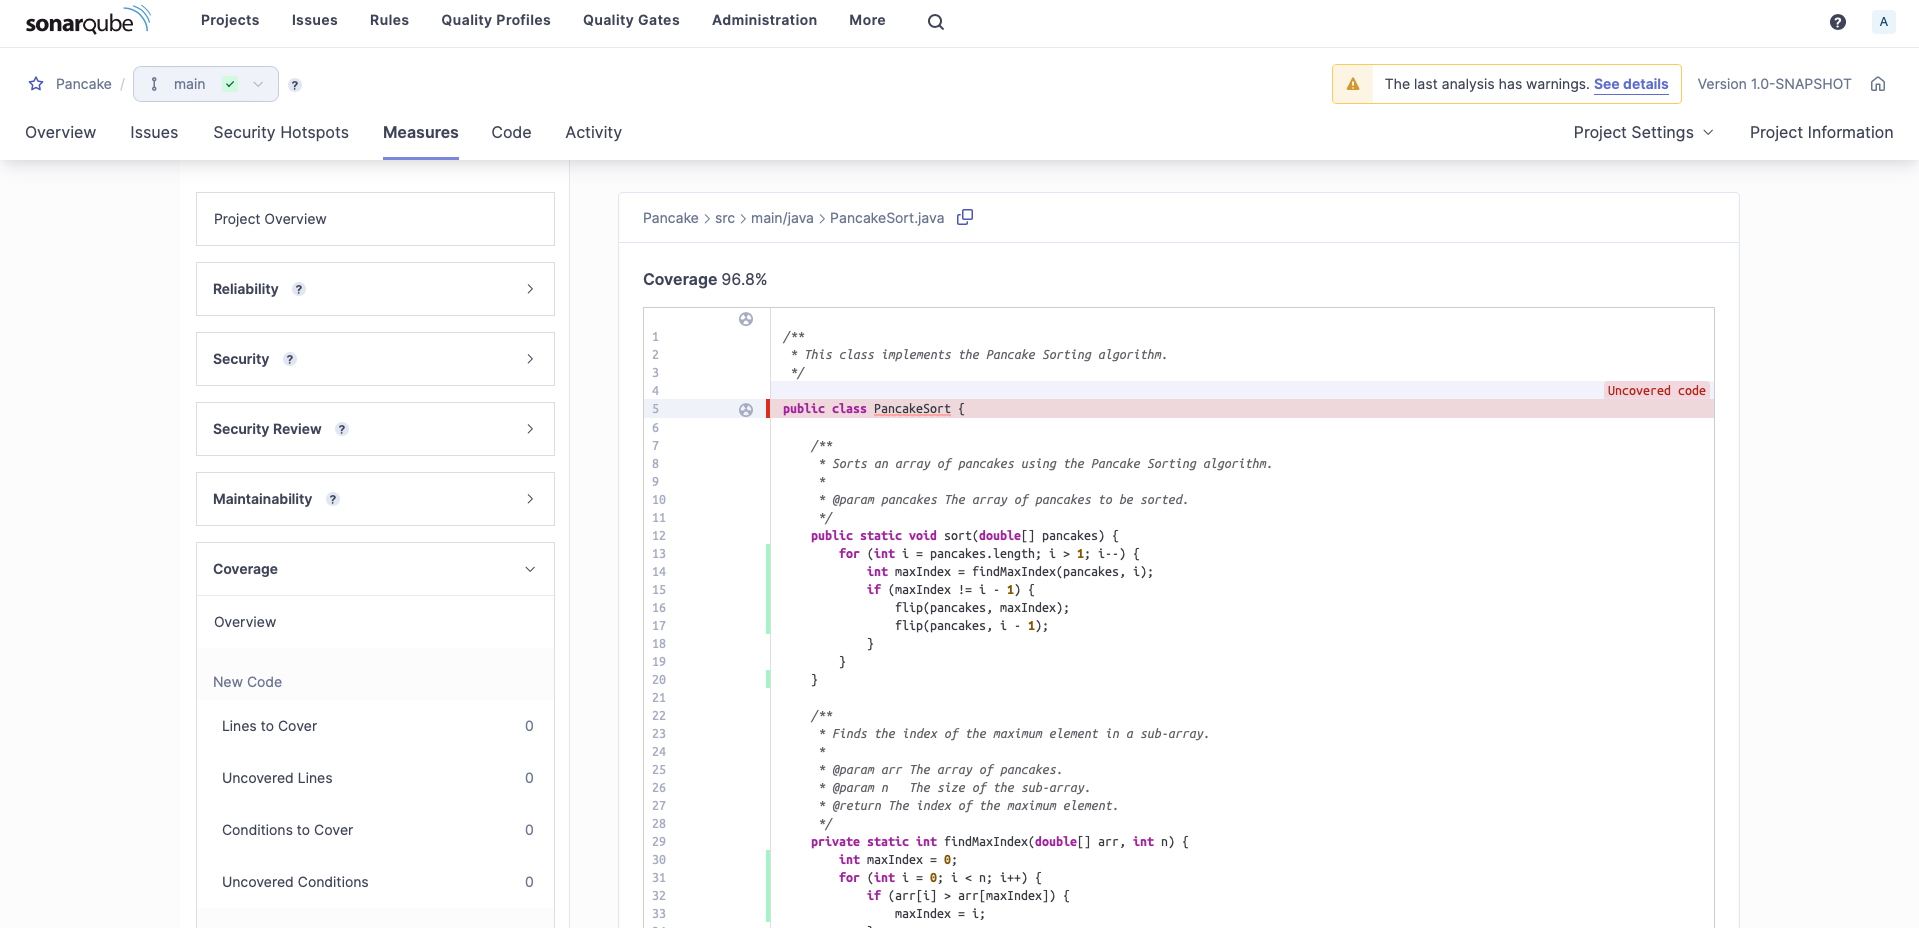 sonarqube
Projects Issues Rules Quality Profiles Quality Gates Administration More
? A
Pancake / main ?
The last analysis has warnings. See details
Version 1.0-SNAPSHOT
Overview Issues Security Hotspots Measures Code Activity
Project Settings Project Information
Project Overview
Reliability ?
Security ?
Security Review ?
Maintainability ?
Coverage
Overview
New Code
Lines to Cover 0
Uncovered Lines 0
Conditions to Cover 0
Uncovered Conditions 0
Pancake > src > main/java > PancakeSort.java
Coverage 96.8%
1 /**
2 * This class implements the Pancake Sorting algorithm.
3 */
4
Uncovered code
5 public class PancakeSort {
6
7 /**
8 * Sorts an array of pancakes using the Pancake Sorting algorithm.
9 *
10 * @param pancakes The array of pancakes to be sorted.
11 */
12 public static void sort(double[] pancakes) {
13 for (int i = pancakes.length; i > 1; i--) {
14 int maxIndex = findMaxIndex(pancakes, i);
15 if (maxIndex != i - 1) {
16 flip(pancakes, maxIndex);
17 flip(pancakes, i - 1);
18 }
19 }
20 }
21
22 /**
23 * Finds the index of the maximum element in a sub-array.
24 *
25 * @param arr The array of pancakes.
26 * @param n   The size of the sub-array.
27 * @return The index of the maximum element.
28 */
29 private static int findMaxIndex(double[] arr, int n) {
30 int maxIndex = 0;
31 for (int i = 0; i < n; i++) {
32 if (arr[i] > arr[maxIndex]) {
33 maxIndex = i;